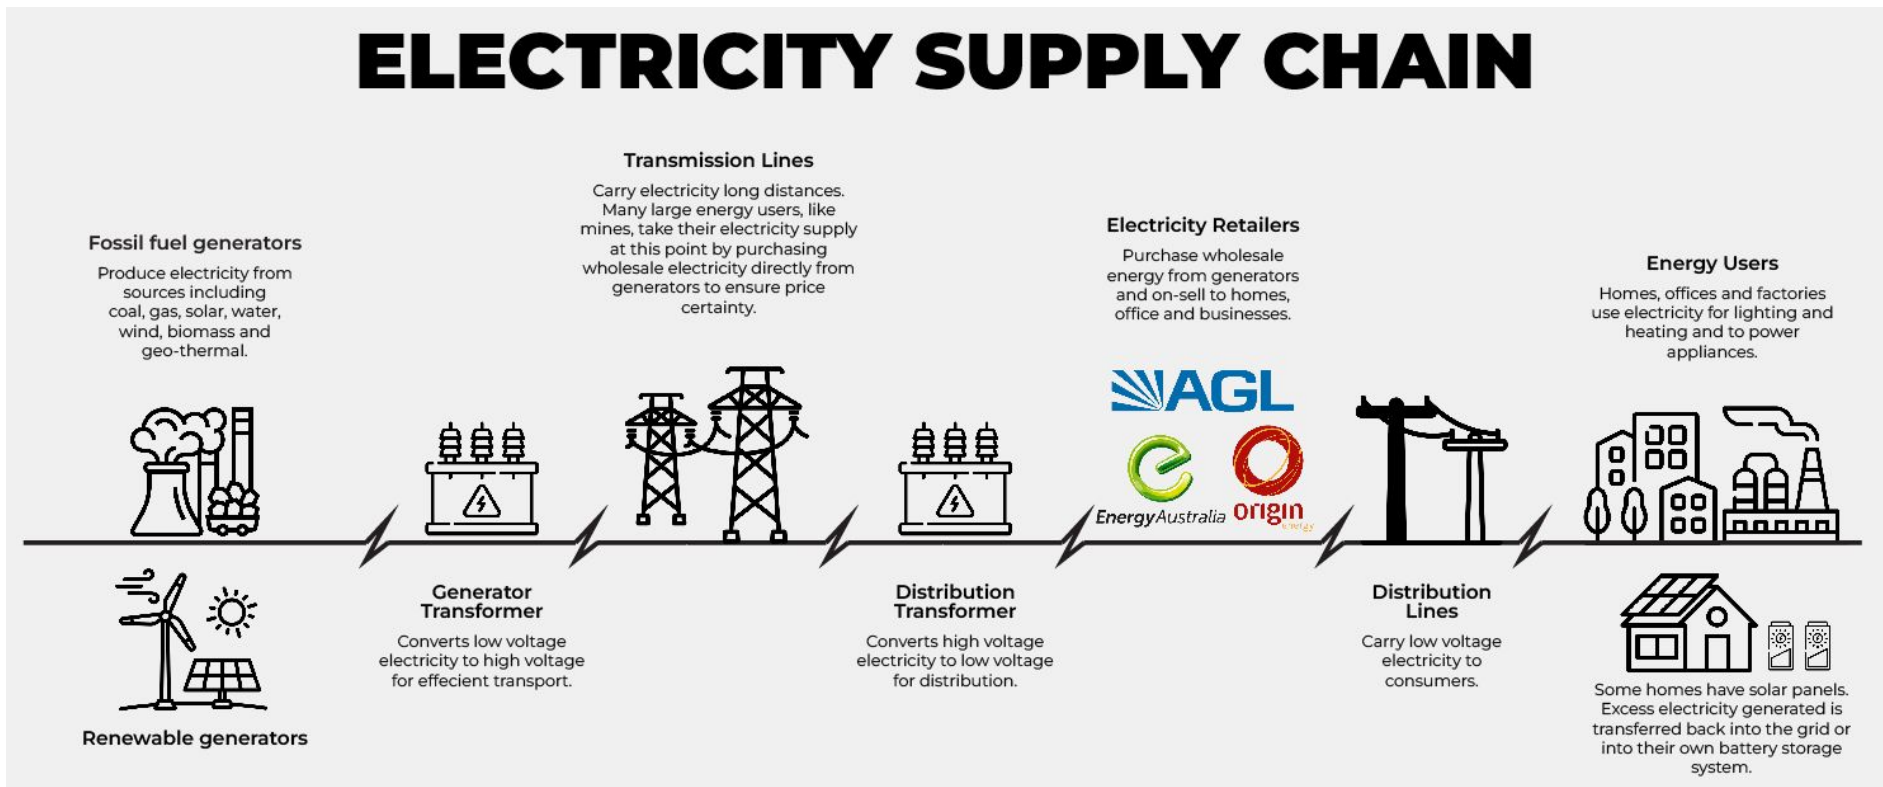 ELECTRICITY SUPPLY CHAIN
Fossil fuel generators
Produce electricity from
sources including
coal, gas, solar, water,
wind, biomass and
geo-thermal.
Renewable generators
Generator
Transformer
Converts low voltage
electricity to high voltage
for effecient transport.
Transmission Lines
Carry electricity long distances.
Many large energy users, like
mines, take their electricity supply
at this point by purchasing
wholesale electricity directly from
generators to ensure price
certainty.
Distribution
Transformer
Converts high voltage
electricity to low voltage
for distribution.
Electricity Retailers
Purchase wholesale
energy from generators
and on-sell to homes,
office and businesses.
AGL
EnergyAustralia
origin
energy
Distribution
Lines
Carry low voltage
electricity to
consumers.
Energy Users
Homes, offices and factories
use electricity for lighting and
heating and to power
appliances.
Some homes have solar panels.
Excess electricity generated is
transferred back into the grid or
into their own battery storage
system.